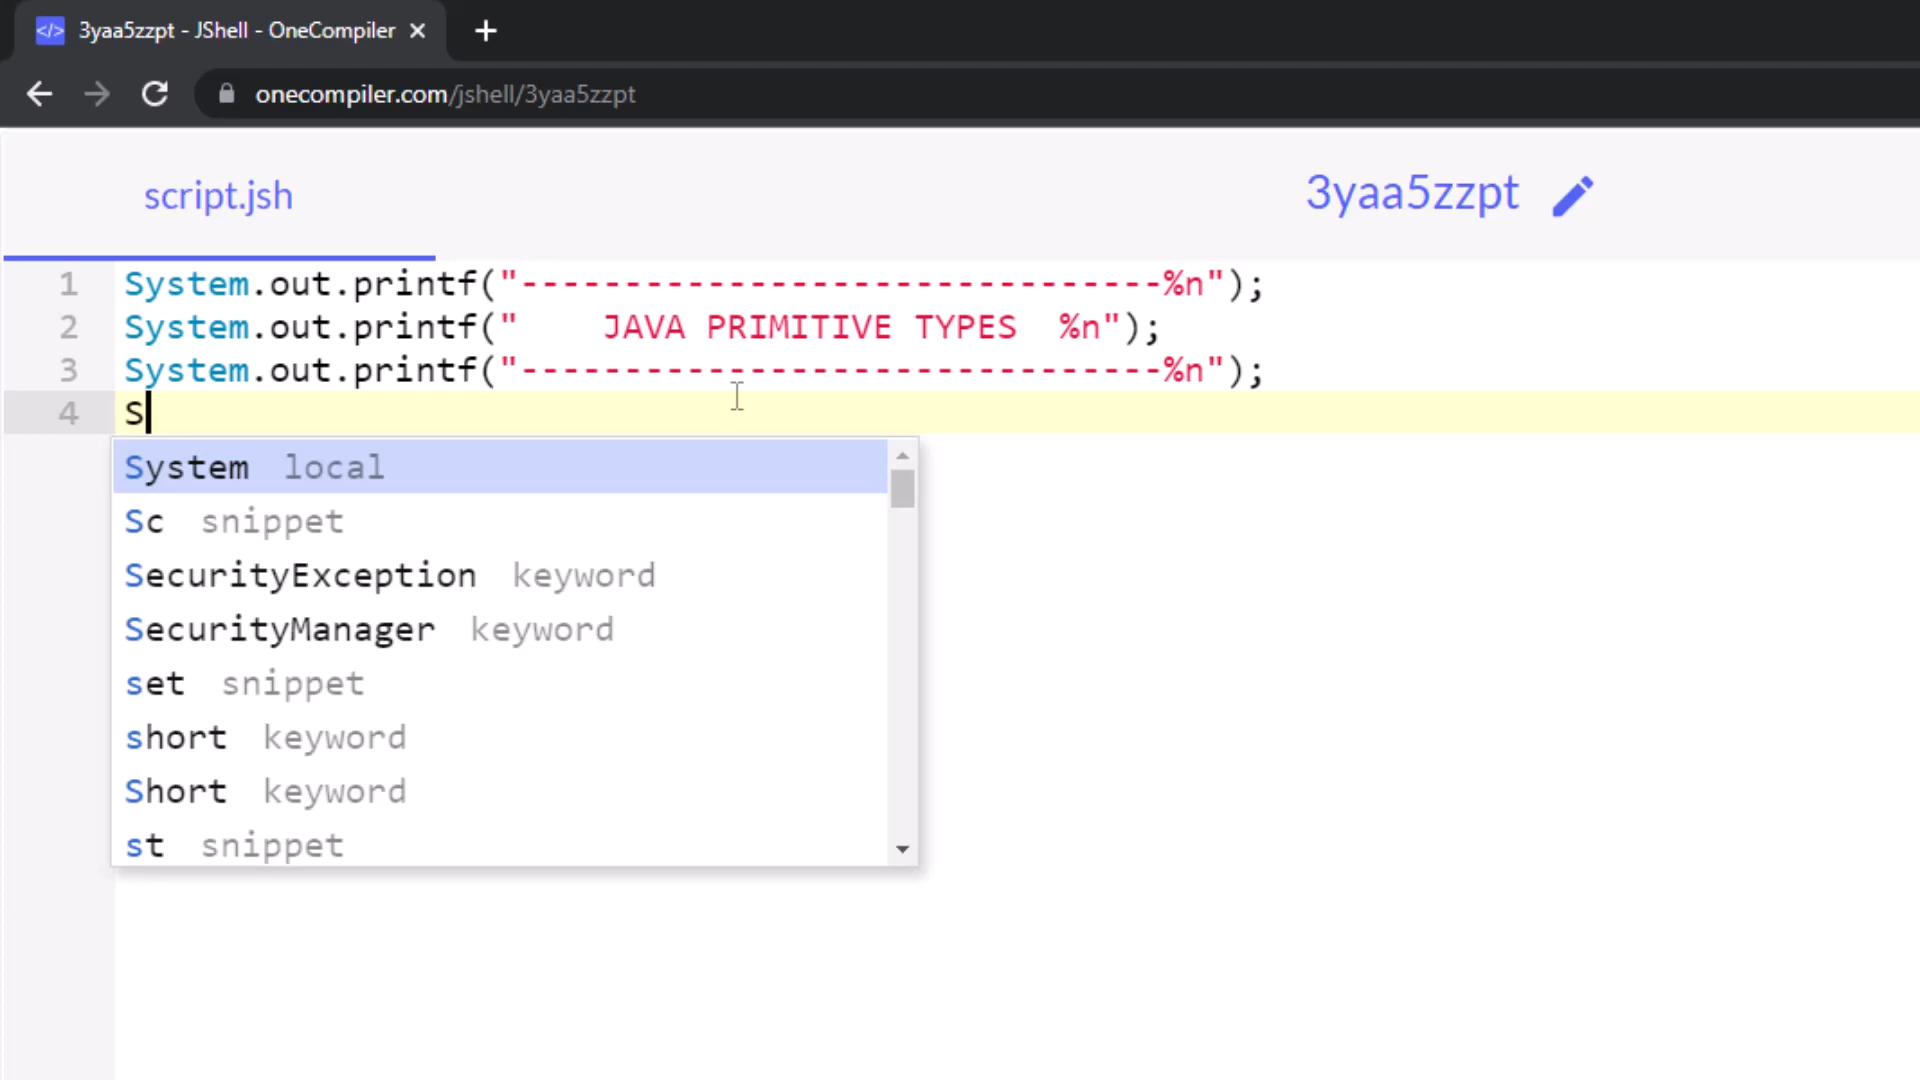 3yaa5zzpt - JShell - OneCompiler
onecompiler.com/jshell/3yaa5zzpt
script.jsh
3yaa5zzpt
1 System.out.printf("-------------------------------%n");
2 System.out.printf("    JAVA PRIMITIVE TYPES  %n");
3 System.out.printf("-------------------------------%n");
4 S
System local
Sc snippet
SecurityException keyword
SecurityManager keyword
set snippet
short keyword
Short keyword
st snippet